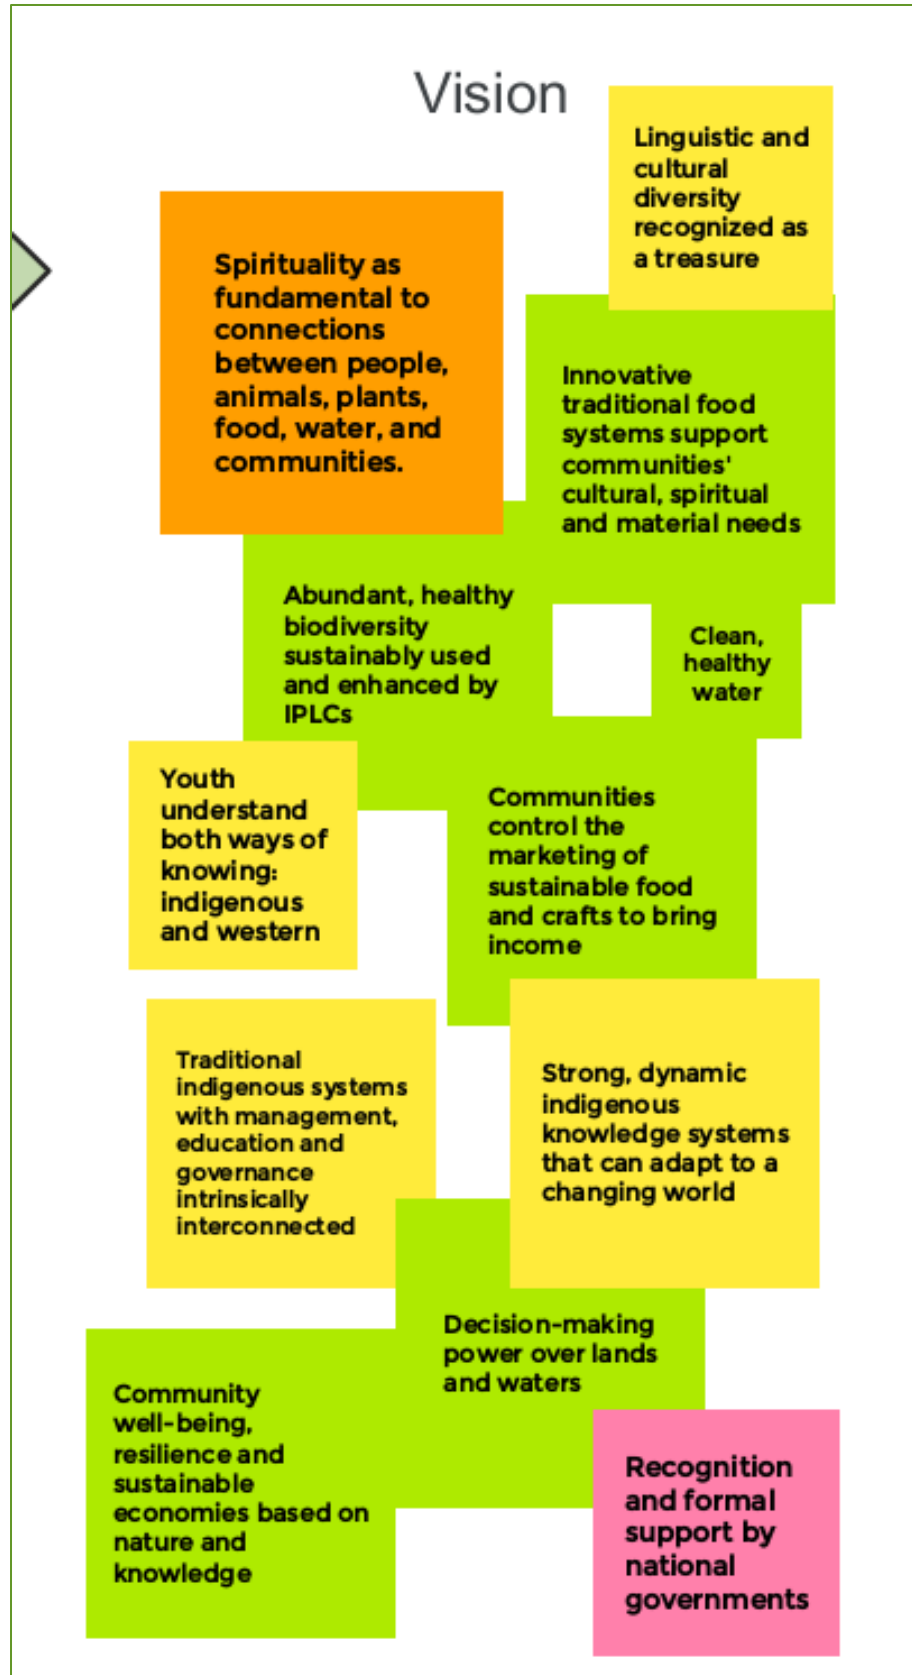 Vision
Linguistic and
cultural
diversity
recognized as
a treasure
Spirituality as
fundamental to
connections
between people,
animals, plants,
food, water, and
communities.
Innovative
traditional food
systems support
communities'
cultural, spiritual
and material needs
Abundant, healthy
biodiversity
sustainably used
and enhanced by
IPLCs
Clean,
healthy
water
Youth
understand
both ways of
knowing:
indigenous
and western
Communities
control the
marketing of
sustainable food
and crafts to bring
income
Traditional
indigenous systems
with management,
education and
governance
intrinsically
interconnected
Strong, dynamic
indigenous
knowledge systems
that can adapt to a
changing world
Decision-making
power over lands
and waters
Community
well-being,
resilience and
sustainable
economies based on
nature and
knowledge
Recognition
and formal
support by
national
governments